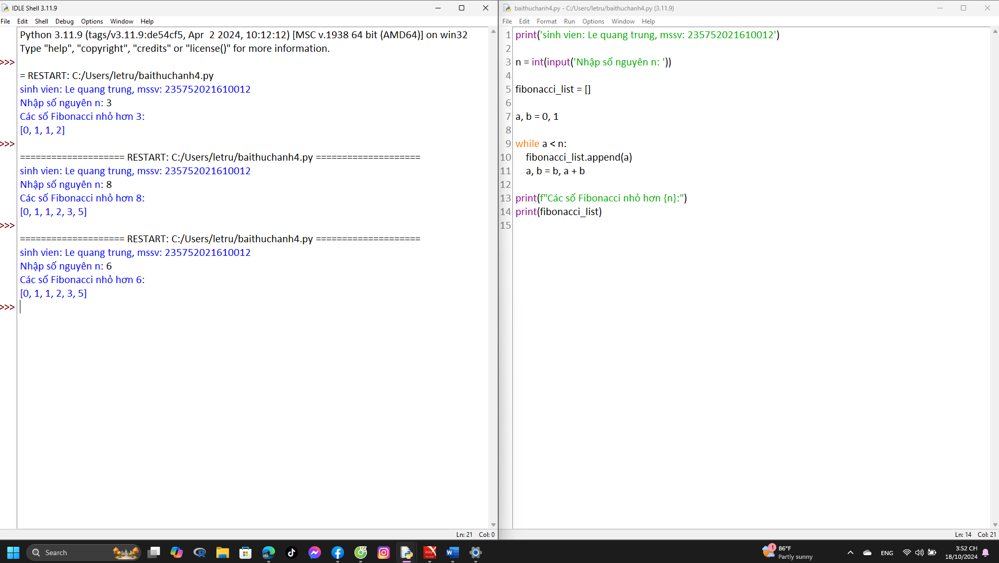 IDLE Shell 3.11.9
File Edit Shell Debug Options Window Help
Python 3.11.9 (tags/v3.11.9:de54cf5, Apr  2 2024, 10:12:12) [MSC v.1938 64 bit (AMD64)] on win32
Type "help", "copyright", "credits" or "license()" for more information.
>>>
= RESTART: C:/Users/letru/baithuchanh4.py
sinh vien: Le quang trung, mssv: 235752021610012
Nhập số nguyên n: 3
Các số Fibonacci nhỏ hơn 3:
[0, 1, 1, 2]
>>>
==================== RESTART: C:/Users/letru/baithuchanh4.py ====================
sinh vien: Le quang trung, mssv: 235752021610012
Nhập số nguyên n: 8
Các số Fibonacci nhỏ hơn 8:
[0, 1, 1, 2, 3, 5]
>>>
==================== RESTART: C:/Users/letru/baithuchanh4.py ====================
sinh vien: Le quang trung, mssv: 235752021610012
Nhập số nguyên n: 6
Các số Fibonacci nhỏ hơn 6:
[0, 1, 1, 2, 3, 5]
>>>
Ln: 21 Col: 0
baithuchanh4.py - C:/Users/letru/baithuchanh4.py (3.11.9)
File Edit Format Run Options Window Help
1 print('sinh vien: Le quang trung, mssv: 235752021610012')
2
3 n = int(input('Nhập số nguyên n: '))
4
5 fibonacci_list = []
6
7 a, b = 0, 1
8
9 while a < n:
10     fibonacci_list.append(a)
11     a, b = b, a + b
12
13 print(f"Các số Fibonacci nhỏ hơn {n}:")
14 print(fibonacci_list)
15
Ln: 14 Col: 21
Search
1
86°F
Partly sunny
ENG
3:52 CH
18/10/2024